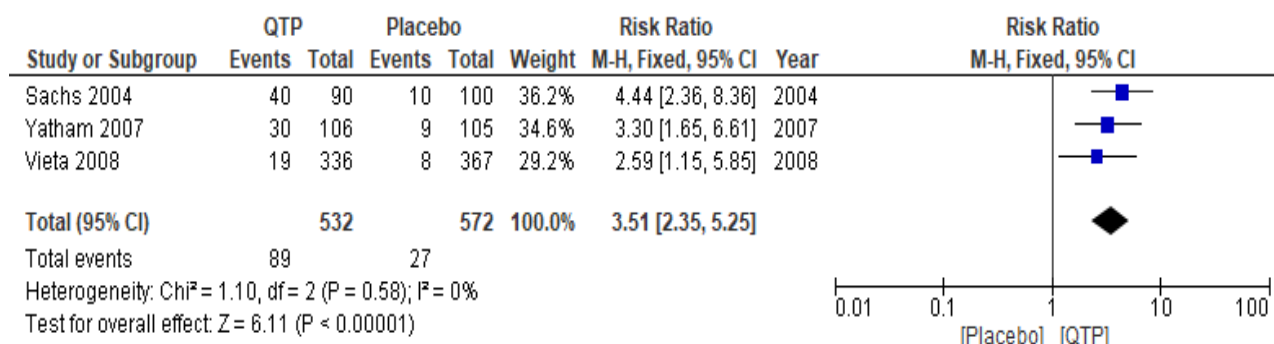 QTP Placebo Risk Ratio Risk Ratio
Study or Subgroup Events Total Events Total Weight M-H, Fixed, 95% CI Year M-H, Fixed, 95% CI
Sachs 2004 40 90 10 100 36.2% 4.44 [2.36, 8.36] 2004
Yatham 2007 30 106 9 105 34.6% 3.30 [1.65, 6.61] 2007
Vieta 2008 19 336 8 367 29.2% 2.59 [1.15, 5.85] 2008
Total (95% CI) 532 572 100.0% 3.51 [2.35, 5.25]
Total events 89 27
Heterogeneity: Chi² = 1.10, df = 2 (P = 0.58); I² = 0%
Test for overall effect: Z = 6.11 (P < 0.00001)
0.01 0.1 1 10 100
[Placebo] [QTP]